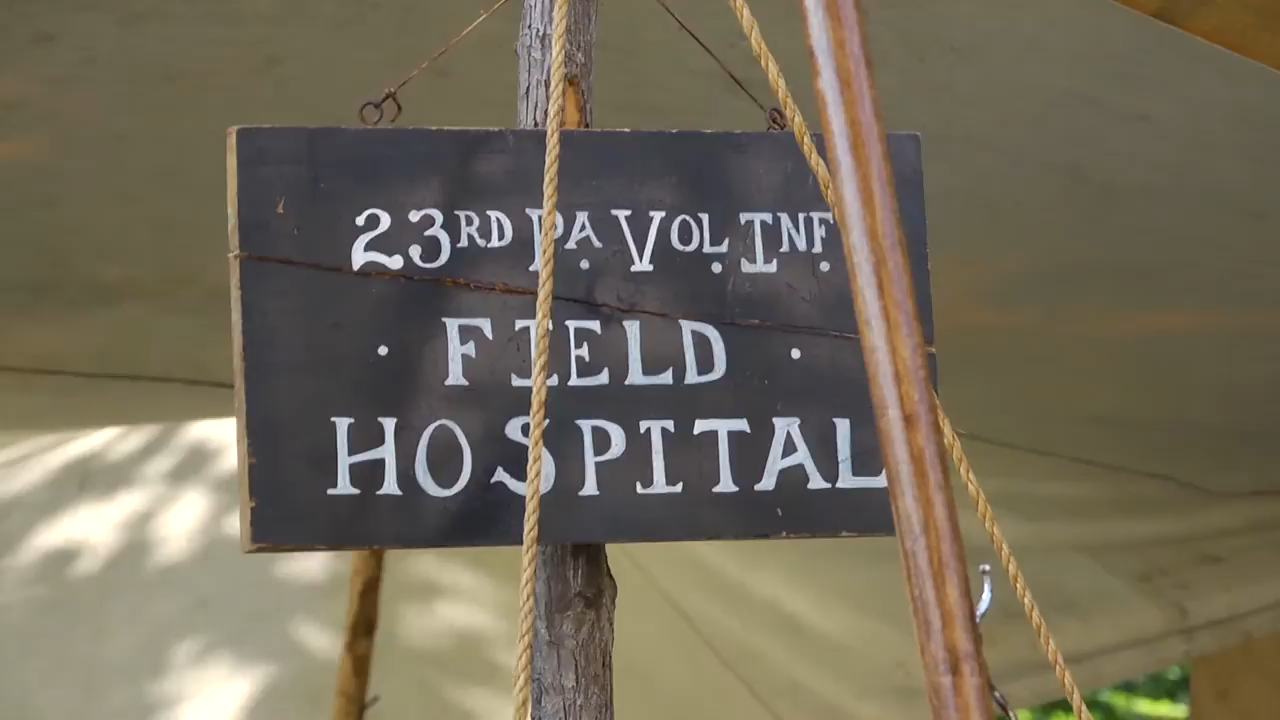 23RD PA. VOL. INF.
· FIELD ·
HOSPITAL